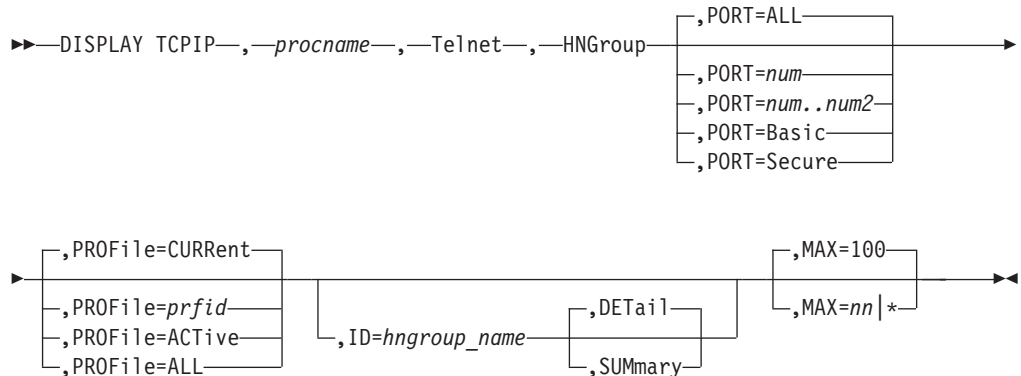 ,PORT=ALL
DISPLAY TCPIP , procname , Telnet , HNGroup
,PORT=num
,PORT=num..num2
,PORT=Basic
,PORT=Secure
,PROFile=CURRent ,MAX=100
,PROFile=prfid ,DETail ,MAX=nn|*
,PROFile=ACTive ,ID=hngroup_name
,PROFile=ALL ,SUMmary